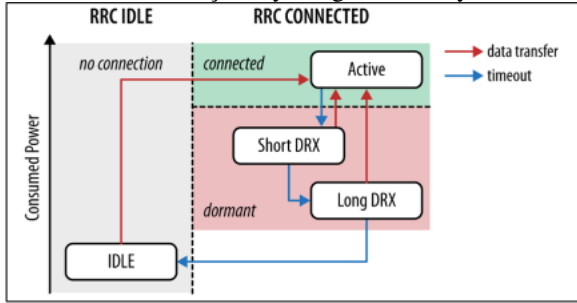 RRC IDLE
RRC CONNECTED
no connection
connected
Active
data transfer
timeout
Consumed Power
Short DRX
Long DRX
dormant
IDLE